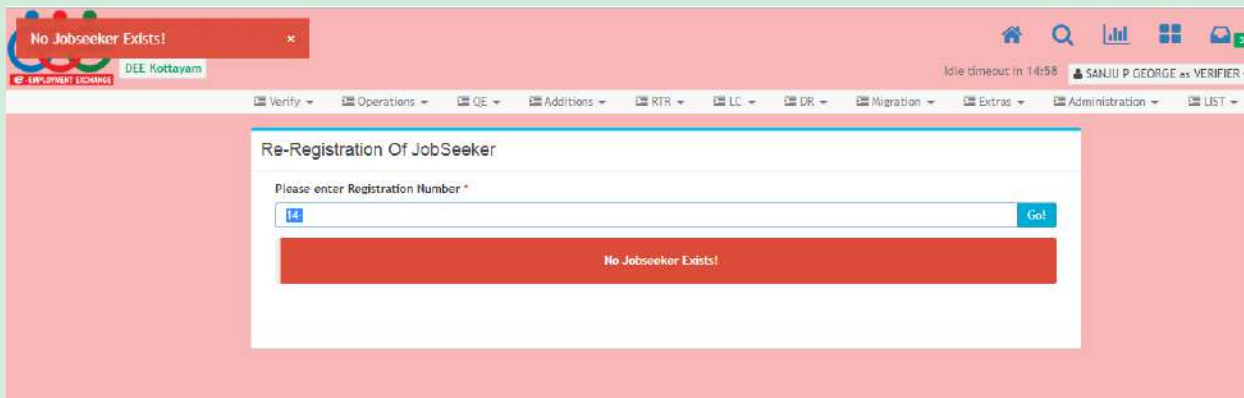 No Jobseeker Exists! ×
e-EMPLOYMENT EXCHANGE
DEE Kottayam
Idle timeout in 14:58
SANJU P GEORGE as VERIFIER
Verify Operations QE Additions RTR LC DR Migration Extras Administration LIST
Re-Registration Of JobSeeker
Please enter Registration Number *
14-
Go!
No Jobseeker Exists!